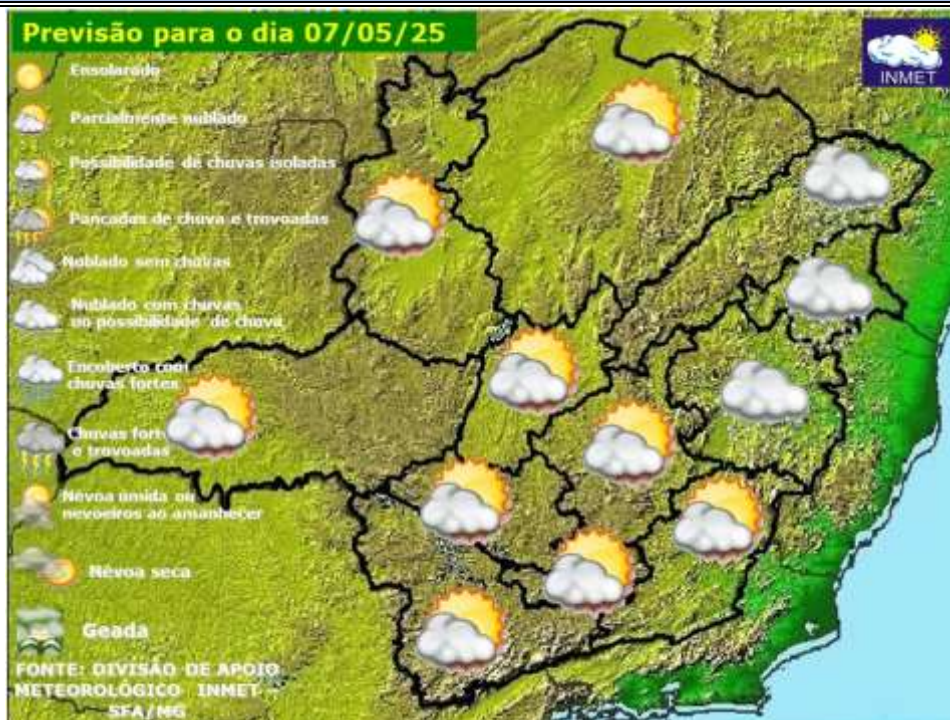 Previsão para o dia 07/05/25
INMET
Ensolarado
Parcialmente nublado
Possibilidade de chuvas isoladas
Pancadas de chuva e trovoadas
Nublado sem chuvas
Nublado com chuvas
ou possibilidade de chuva
Encoberto com
chuvas fortes
Chuvas fort
e trovoadas
Névoa úmida ou
nevoeiros ao amanhecer
Névoa seca
Geada
FONTE: DIVISÃO DE APOIO
METEOROLÓGICO INMET -
SFA/MG